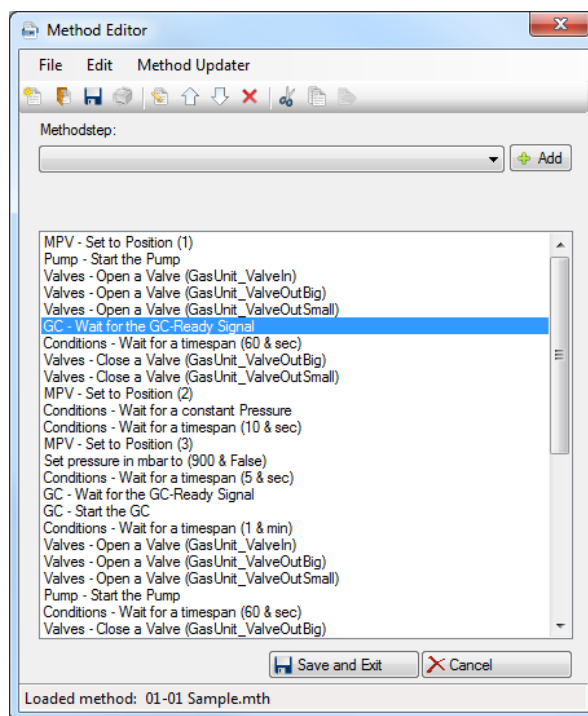 Method Editor
File Edit Method Updater
Methodstep:
Add
MPV - Set to Position (1)
Pump - Start the Pump
Valves - Open a Valve (GasUnit_ValveIn)
Valves - Open a Valve (GasUnit_ValveOutBig)
Valves - Open a Valve (GasUnit_ValveOutSmall)
GC - Wait for the GC-Ready Signal
Conditions - Wait for a timespan (60 & sec)
Valves - Close a Valve (GasUnit_ValveOutBig)
Valves - Close a Valve (GasUnit_ValveOutSmall)
MPV - Set to Position (2)
Conditions - Wait for a constant Pressure
Conditions - Wait for a timespan (10 & sec)
MPV - Set to Position (3)
Set pressure in mbar to (900 & False)
Conditions - Wait for a timespan (5 & sec)
GC - Wait for the GC-Ready Signal
GC - Start the GC
Conditions - Wait for a timespan (1 & min)
Valves - Open a Valve (GasUnit_ValveIn)
Valves - Open a Valve (GasUnit_ValveOutBig)
Valves - Open a Valve (GasUnit_ValveOutSmall)
Pump - Start the Pump
Conditions - Wait for a timespan (60 & sec)
Valves - Close a Valve (GasUnit_ValveOutBig)
Save and Exit Cancel
Loaded method: 01-01 Sample.mth